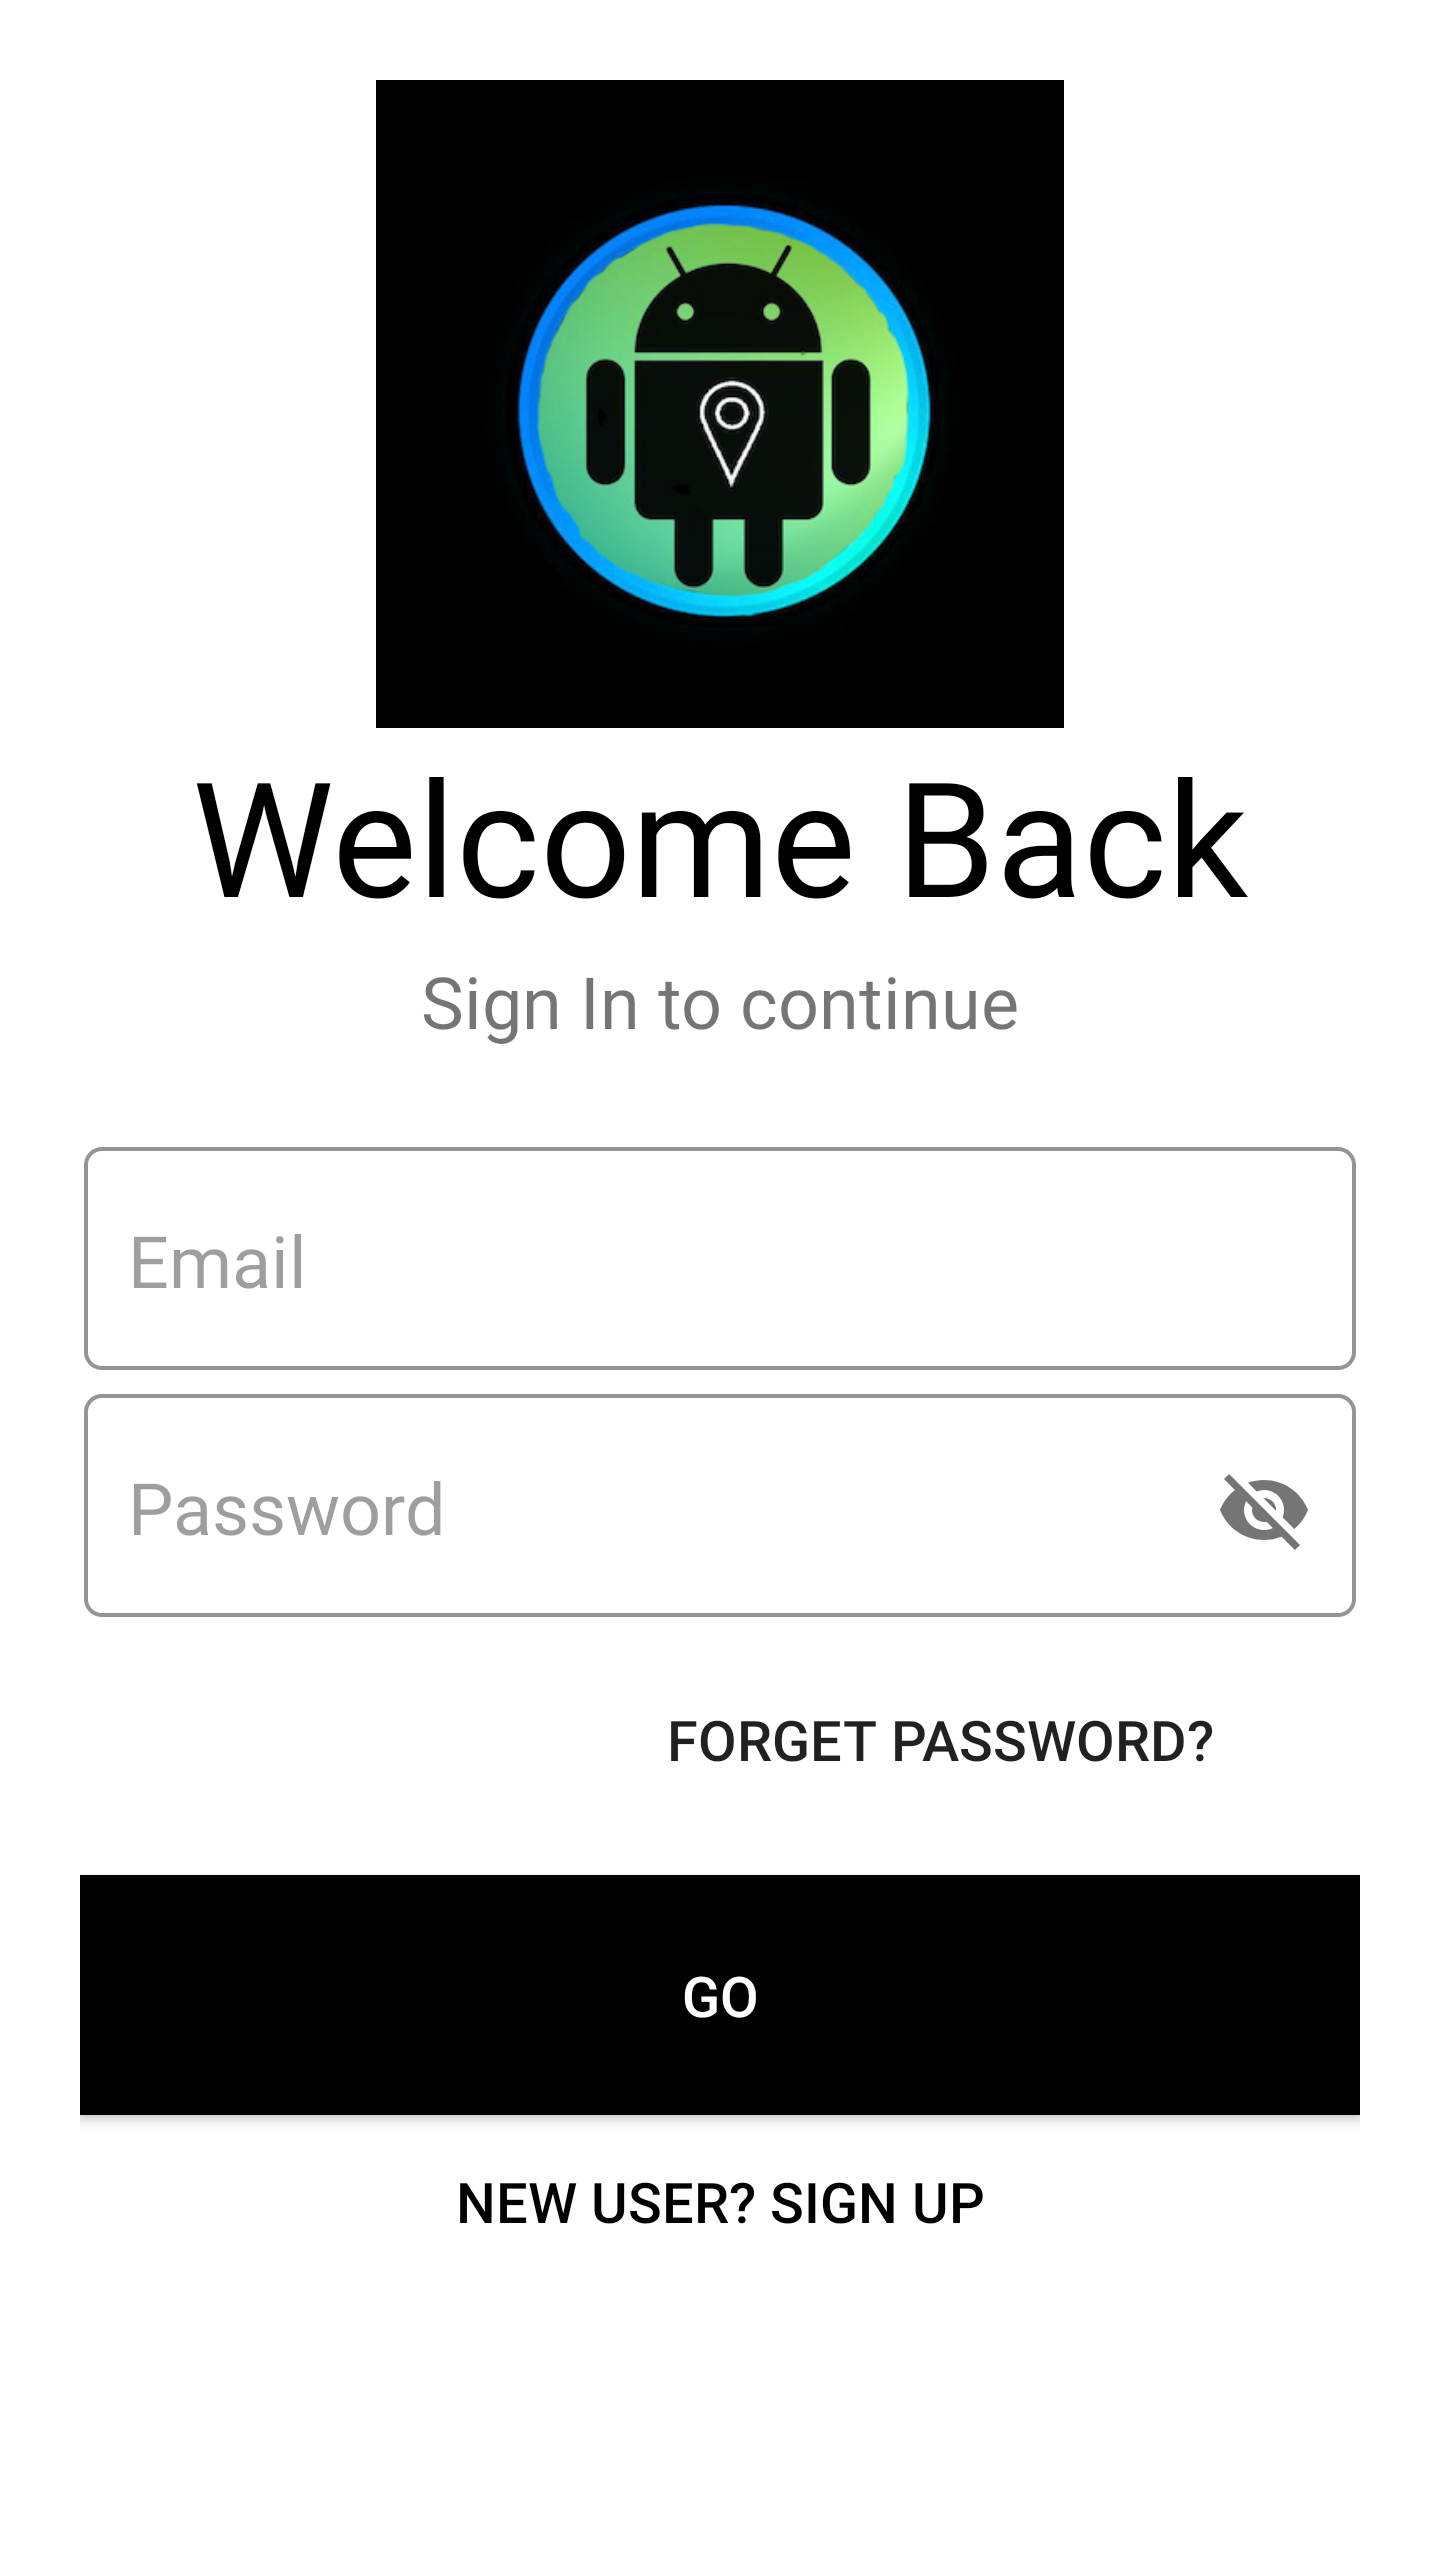 Welcome Back
Sign In to continue
Email
Password
FORGET PASSWORD?
GO
NEW USER? SIGN UP